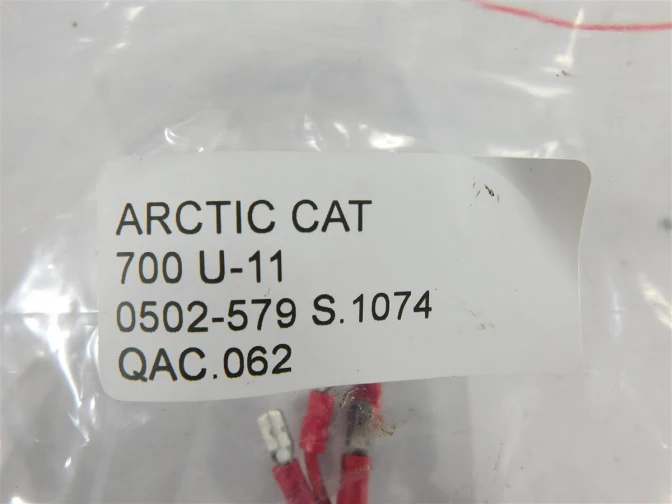 ARCTIC CAT
700 U-11
0502-579 S.1074
QAC.062